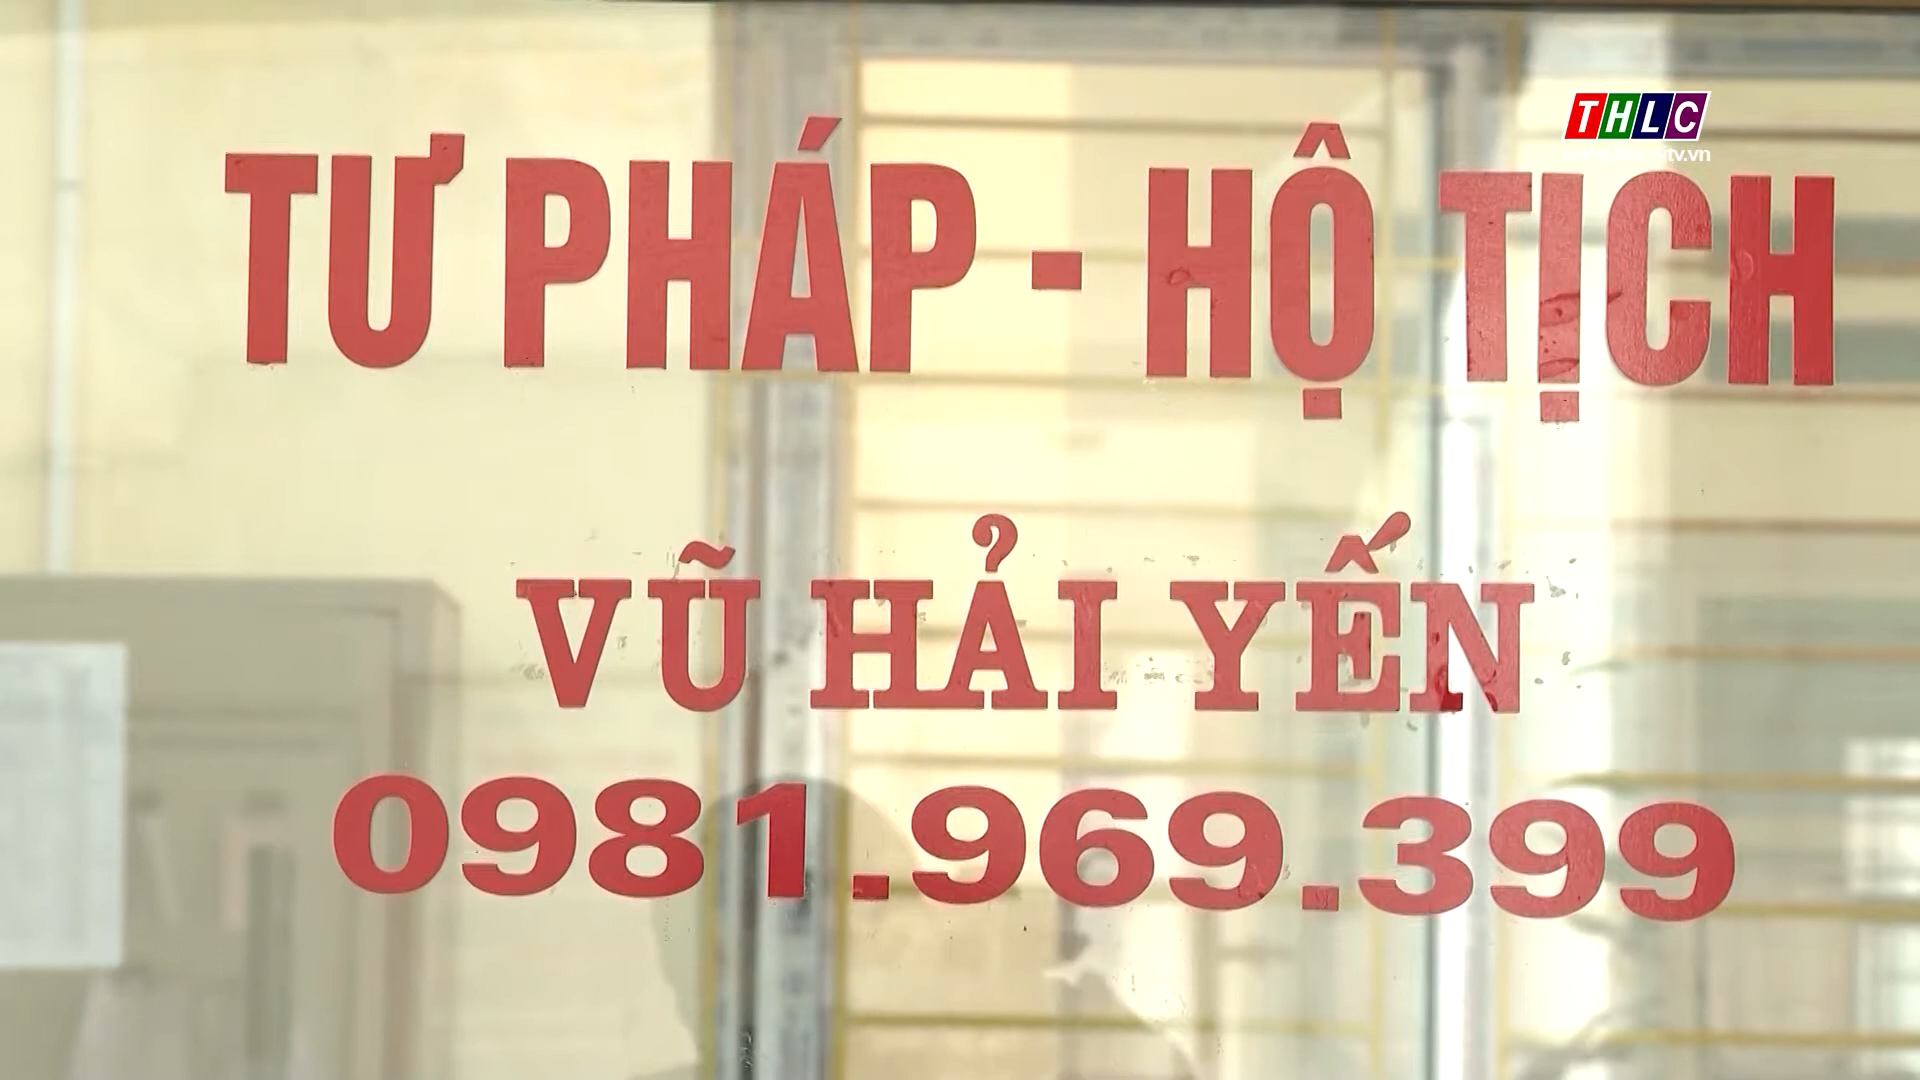 THLC
TƯ PHÁP - HỘ TỊCH
VŨ HẢI YẾN
0981.969.399